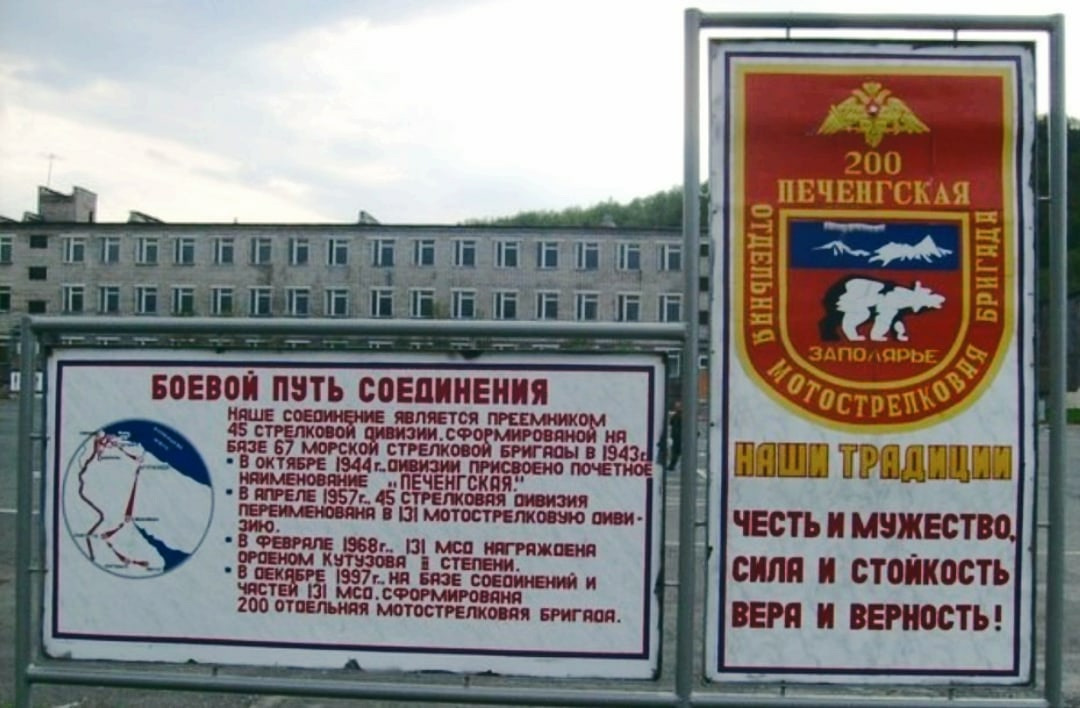 БОЕВОЙ ПУТЬ СОЕДИНЕНИЯ
НАШЕ СОЕДИНЕНИЕ ЯВЛЯЕТСЯ ПРЕЕМНИКОМ
45 СТРЕЛКОВОЙ ДИВИЗИИ, СФОРМИРОВАНОЙ НА
БАЗЕ 67 МОРСКОЙ СТРЕЛКОВОЙ БРИГАДЫ В 1943г.
• В ОКТЯБРЕ 1944г., ДИВИЗИИ ПРИСВОЕНО ПОЧЕТНОЕ
НАИМЕНОВАНИЕ „ПЕЧЕНГСКАЯ."
• В АПРЕЛЕ 1957г., 45 СТРЕЛКОВАЯ ДИВИЗИЯ
ПЕРЕИМЕНОВАНА В 131 МОТОСТРЕЛКОВУЮ ДИВИ-
ЗИЮ.
• В ФЕВРАЛЕ 1968г., 131 МСД НАГРАЖДЕНА
ОРДЕНОМ КУТУЗОВА II СТЕПЕНИ.
• В ДЕКАБРЕ 1997г., НА БАЗЕ СОЕДИНЕНИЙ И
ЧАСТЕЙ 131 МСД, СФОРМИРОВАНА
200 ОТДЕЛЬНАЯ МОТОСТРЕЛКОВАЯ БРИГАДА.
200
ПЕЧЕНГСКАЯ
ОТДЕЛЬНАЯ МОТОСТРЕЛКОВАЯ БРИГАДА
ЗАПОЛЯРЬЕ
НАШИ ТРАДИЦИИ
ЧЕСТЬ И МУЖЕСТВО,
СИЛА И СТОЙКОСТЬ
ВЕРА И ВЕРНОСТЬ!